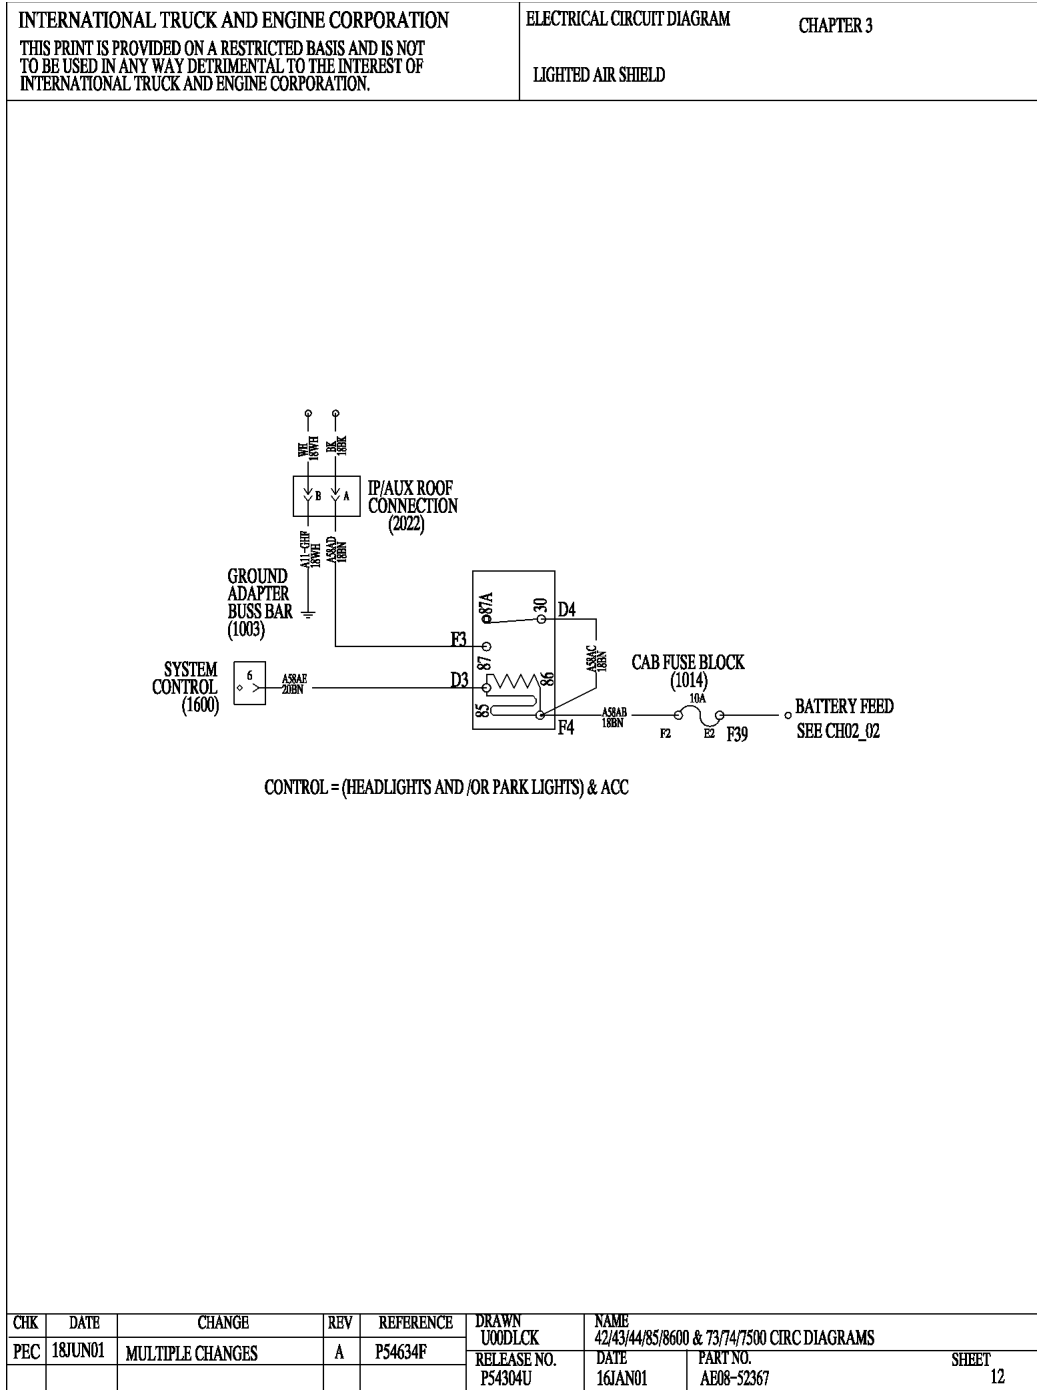 INTERNATIONAL TRUCK AND ENGINE CORPORATION
THIS PRINT IS PROVIDED ON A RESTRICTED BASIS AND IS NOT
TO BE USED IN ANY WAY DETRIMENTAL TO THE INTEREST OF
INTERNATIONAL TRUCK AND ENGINE CORPORATION.
ELECTRICAL CIRCUIT DIAGRAM
CHAPTER 3
LIGHTED AIR SHIELD
WH
18WH
BK
18BK
B
A
IP/AUX ROOF
CONNECTION
(2022)
A11-GHF
18WH
A58AD
18BN
GROUND
ADAPTER
BUSS BAR
(1003)
87A
30
D4
F3
87
A58AC
18BN
SYSTEM
CONTROL
(1600)
6
A58AE
20BN
D3
86
85
F4
A58AB
18BN
CAB FUSE BLOCK
(1014)
10A
F2
E2
F39
BATTERY FEED
SEE CH02_02
CONTROL = (HEADLIGHTS AND /OR PARK LIGHTS) & ACC
CHK DATE CHANGE REV REFERENCE
PEC 18JUN01 MULTIPLE CHANGES A P54634F
DRAWN
U00DLCK
NAME
42/43/44/85/8600 & 73/74/7500 CIRC DIAGRAMS
RELEASE NO.
P54304U
DATE
16JAN01
PART NO.
AE08-52367
SHEET
12